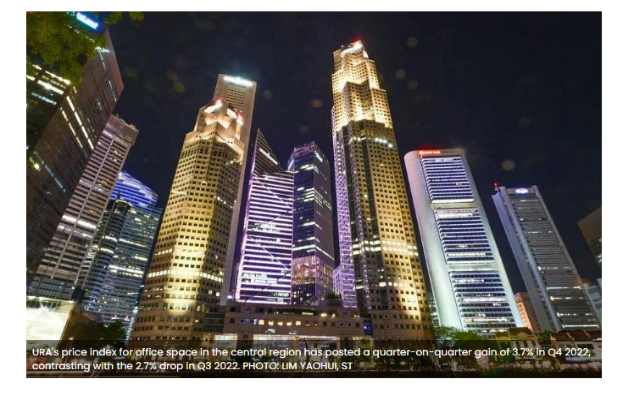 URA's price index for office space in the central region has posted a quarter-on-quarter gain of 3.7% in Q4 2022,
contrasting with the 2.7% drop in Q3 2022. PHOTO: LIM YAOHUI, ST